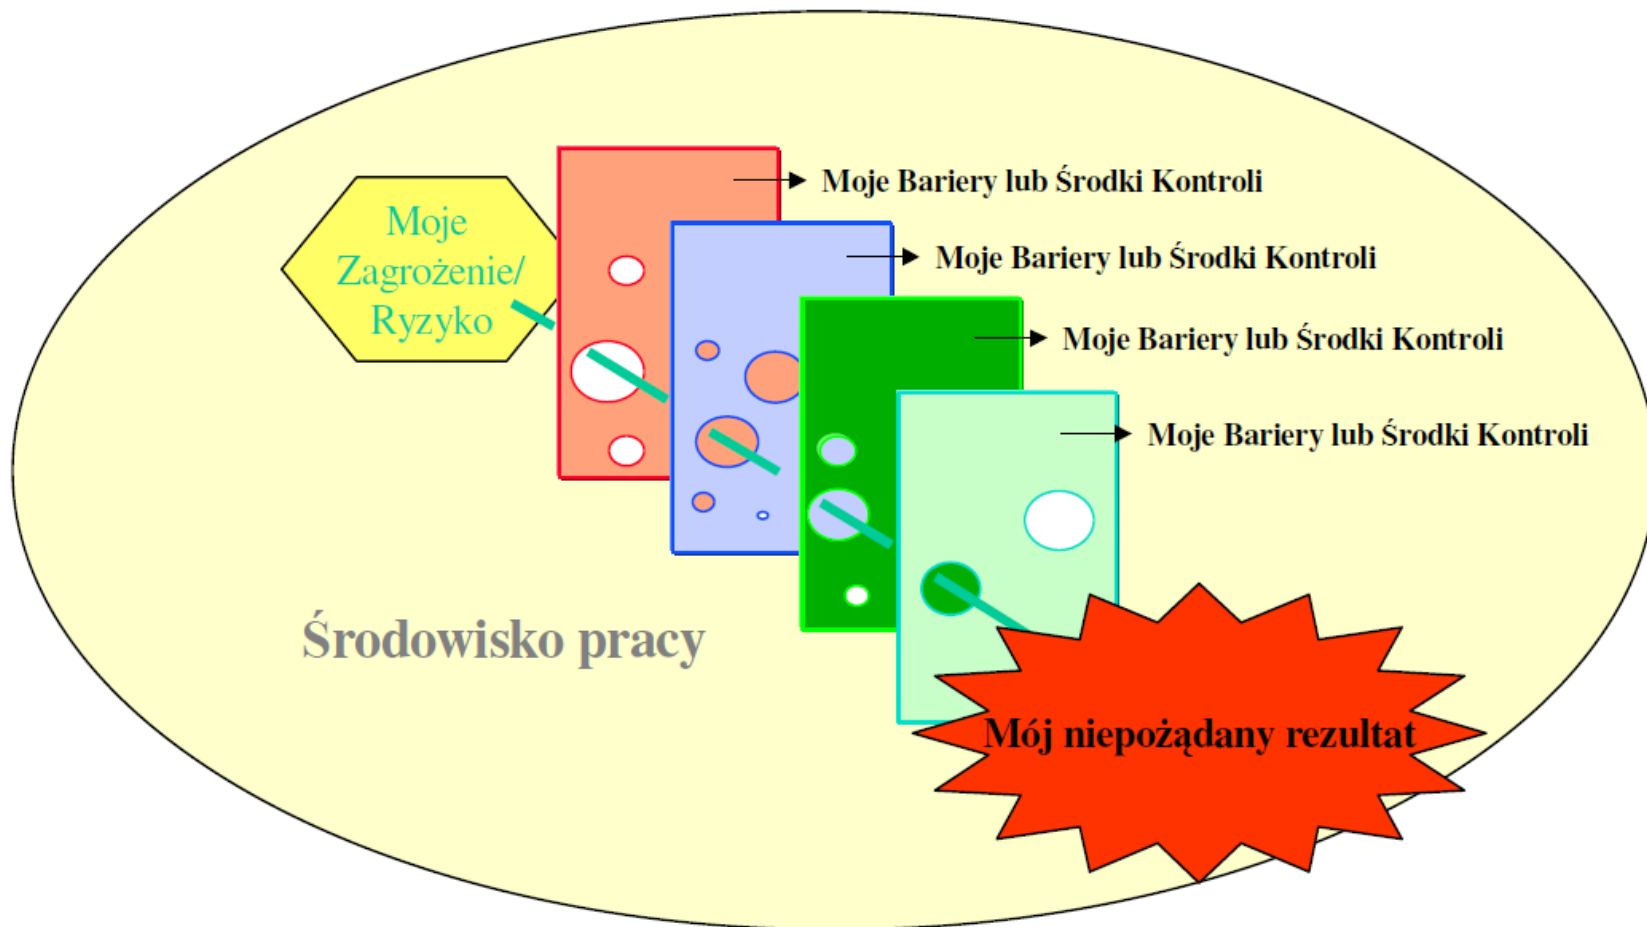 Moje
Zagrożenie/
Ryzyko
Moje Bariery lub Środki Kontroli
Moje Bariery lub Środki Kontroli
Moje Bariery lub Środki Kontroli
Moje Bariery lub Środki Kontroli
Środowisko pracy
Mój niepożądany rezultat